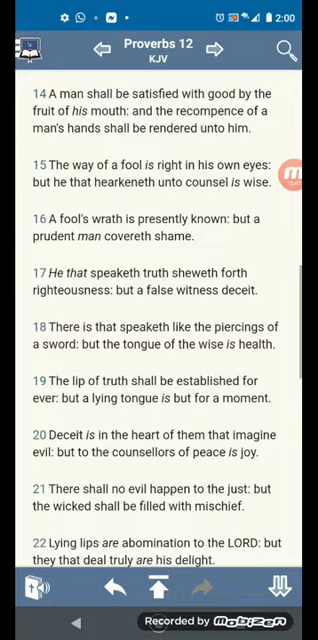 2:00
Proverbs 12
KJV
14 A man shall be satisfied with good by the
fruit of his mouth: and the recompence of a
man's hands shall be rendered unto him.
15 The way of a fool is right in his own eyes:
but he that hearkeneth unto counsel is wise.
16 A fool's wrath is presently known: but a
prudent man covereth shame.
17 He that speaketh truth sheweth forth
righteousness: but a false witness deceit.
18 There is that speaketh like the piercings of
a sword: but the tongue of the wise is health.
19 The lip of truth shall be established for
ever: but a lying tongue is but for a moment.
20 Deceit is in the heart of them that imagine
evil: but to the counsellors of peace is joy.
21 There shall no evil happen to the just: but
the wicked shall be filled with mischief.
22 Lying lips are abomination to the LORD: but
they that deal truly are his delight.
Recorded by Mobizen